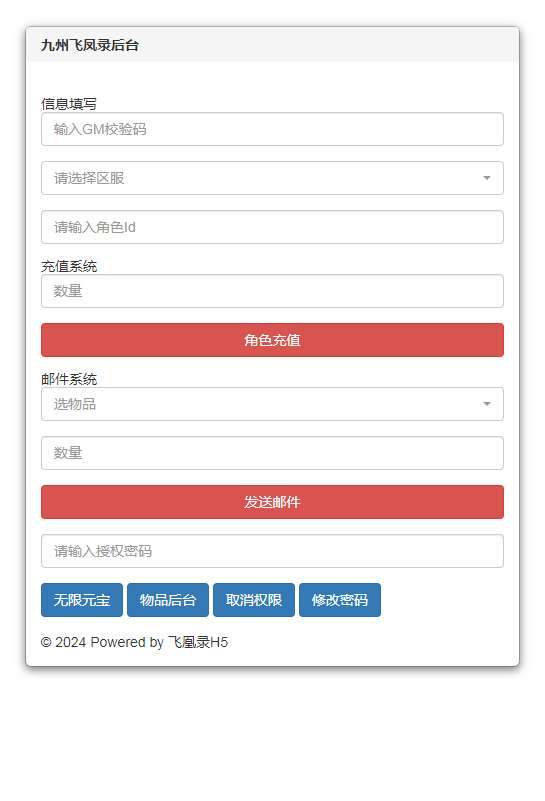 九州飞凤录后台
信息填写
输入GM校验码
请选择区服
请输入角色Id
充值系统
数量
角色充值
邮件系统
选物品
数量
发送邮件
请输入授权密码
无限元宝 物品后台 取消权限 修改密码
© 2024 Powered by 飞凰录H5